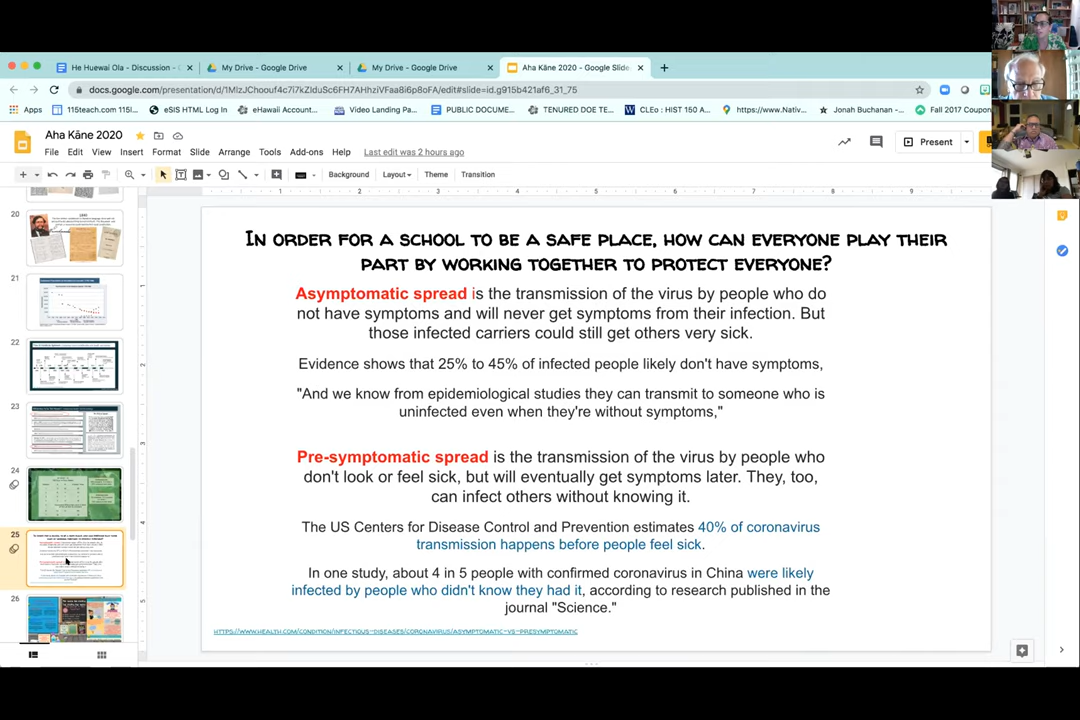 He Huewai Ola - Discussion -
My Drive - Google Drive
My Drive - Google Drive
Aha Kāne 2020 - Google Slide
Apps
115teach.com 115l...
eSIS HTML Log In
eHawaii Account...
Video Landing Pa...
PUBLIC DOCUME...
TENURED DOE TE...
CLEo : HIST 150 A...
https://www.Nativ...
Jonah Buchanan -...
Fall 2017 Coupon
Aha Kāne 2020
File Edit View Insert Format Slide Arrange Tools Add-ons Help Last edit was 2 hours ago
Present
Background Layout Theme Transition
20
21
22
23
24
25
26
In order for a school to be a safe place, how can everyone play their
part by working together to protect everyone?
Asymptomatic spread is the transmission of the virus by people who do
not have symptoms and will never get symptoms from their infection. But
those infected carriers could still get others very sick.
Evidence shows that 25% to 45% of infected people likely don't have symptoms,
"And we know from epidemiological studies they can transmit to someone who is
uninfected even when they're without symptoms,"
Pre-symptomatic spread is the transmission of the virus by people who
don't look or feel sick, but will eventually get symptoms later. They, too,
can infect others without knowing it.
The US Centers for Disease Control and Prevention estimates 40% of coronavirus
transmission happens before people feel sick.
In one study, about 4 in 5 people with confirmed coronavirus in China were likely
infected by people who didn't know they had it, according to research published in the
journal "Science."
https://www.health.com/condition/infectious-diseases/coronavirus/asymptomatic-vs-presymptomatic